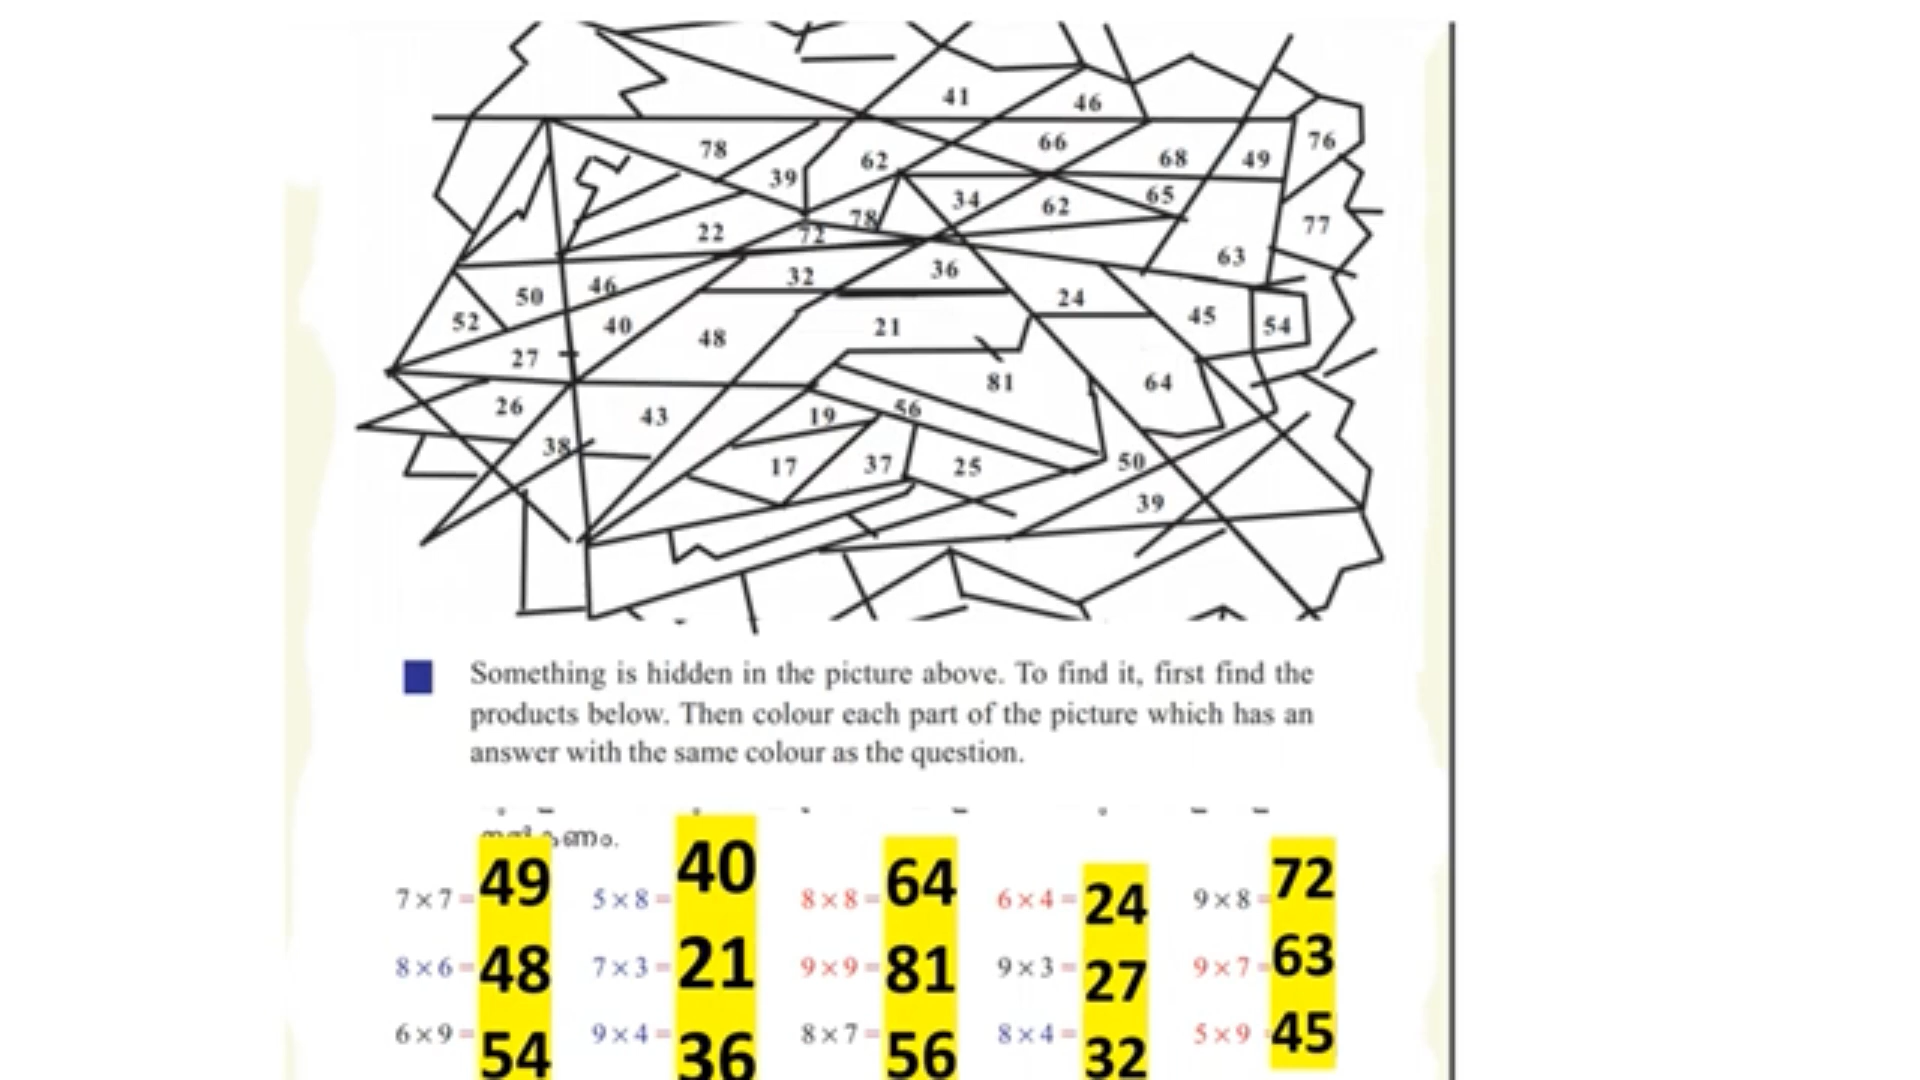 41 46
78 66 76
39 62 68 49
34 62 65
78
22 72 77
63
46 32 36
50 24
52 40 48 21 45 54
27
81 64
26 43 19 56
38
17 37 25 50
39
Something is hidden in the picture above. To find it, first find the
products below. Then colour each part of the picture which has an
answer with the same colour as the question.
7 × 7 = 49 5 × 8 = 40 8 × 8 = 64 6 × 4 = 24 9 × 8 = 72
8 × 6 = 48 7 × 3 = 21 9 × 9 = 81 9 × 3 = 27 9 × 7 = 63
6 × 9 = 54 9 × 4 = 36 8 × 7 = 56 8 × 4 = 32 5 × 9 45